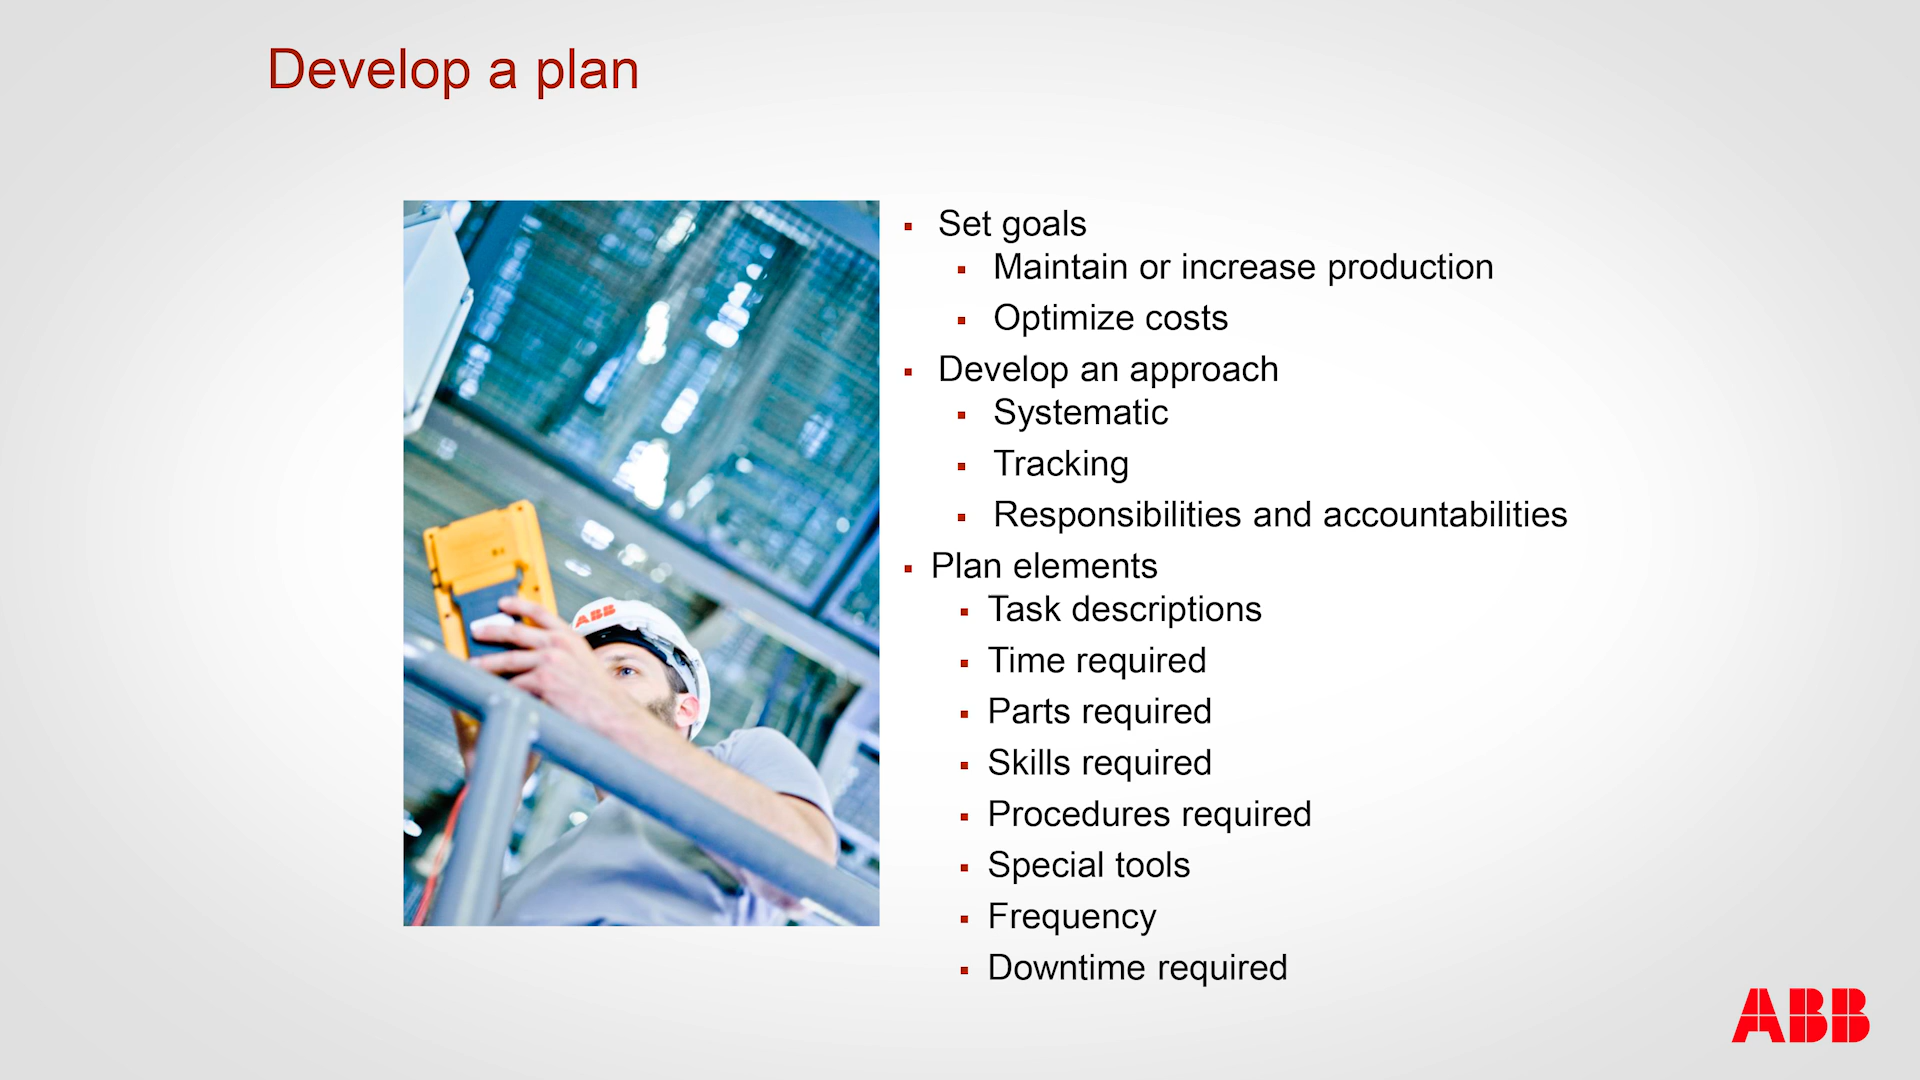 Develop a plan
Set goals
Maintain or increase production
Optimize costs
Develop an approach
Systematic
Tracking
Responsibilities and accountabilities
Plan elements
Task descriptions
Time required
Parts required
Skills required
Procedures required
Special tools
Frequency
Downtime required
ABB
ABB